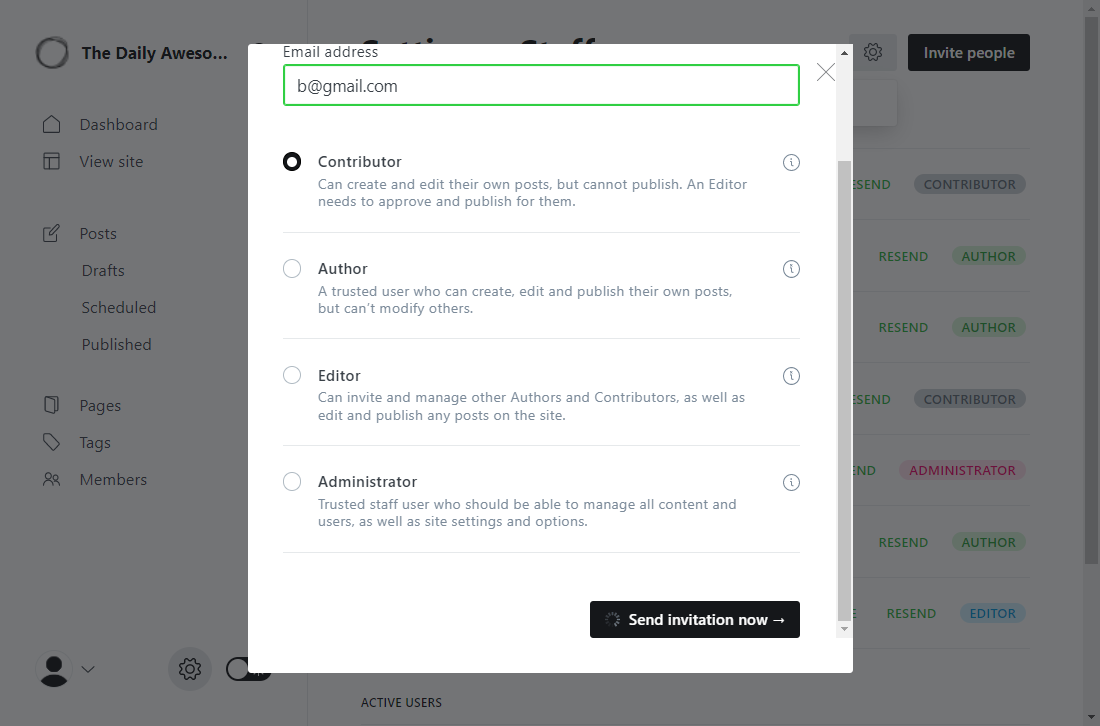 The Daily Aweso...
Dashboard
View site
Posts
Drafts
Scheduled
Published
Pages
Tags
Members
Invite people
Email address
b@gmail.com
Contributor
Can create and edit their own posts, but cannot publish. An Editor
needs to approve and publish for them.
Author
A trusted user who can create, edit and publish their own posts,
but can’t modify others.
Editor
Can invite and manage other Authors and Contributors, as well as
edit and publish any posts on the site.
Administrator
Trusted staff user who should be able to manage all content and
users, as well as site settings and options.
Send invitation now →
ESEND CONTRIBUTOR
RESEND AUTHOR
RESEND AUTHOR
ESEND CONTRIBUTOR
END ADMINISTRATOR
RESEND AUTHOR
E RESEND EDITOR
ACTIVE USERS